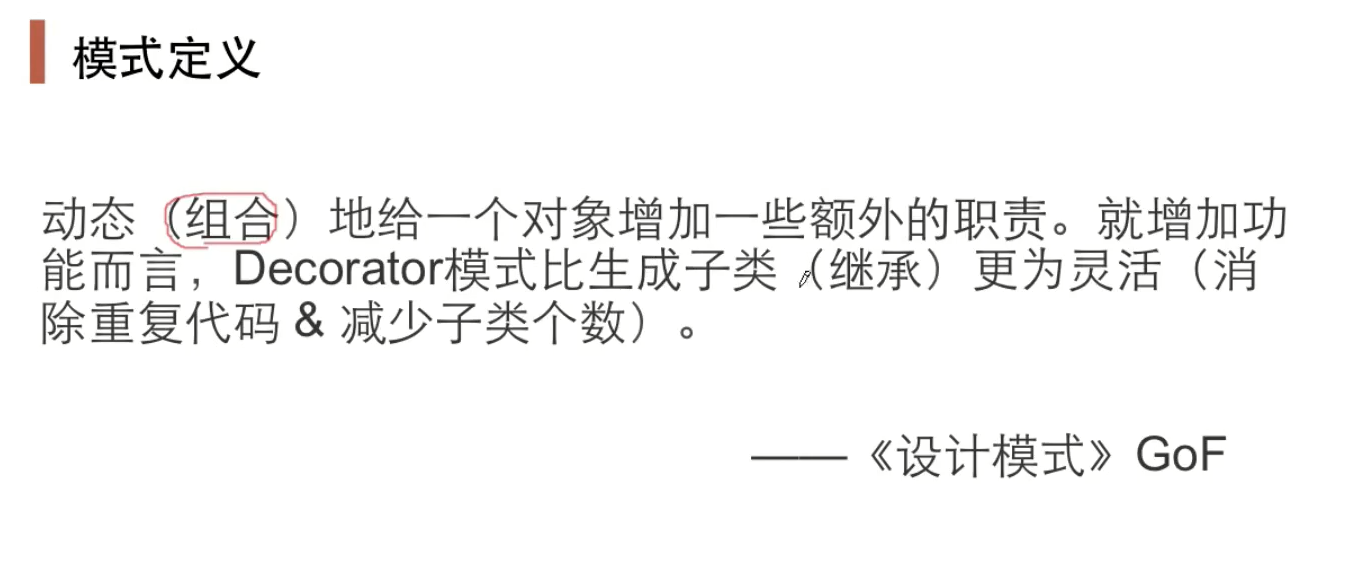 模式定义
动态（组合）地给一个对象增加一些额外的职责。就增加功
能而言，Decorator模式比生成子类（继承）更为灵活（消
除重复代码 & 减少子类个数）。
——《设计模式》GoF